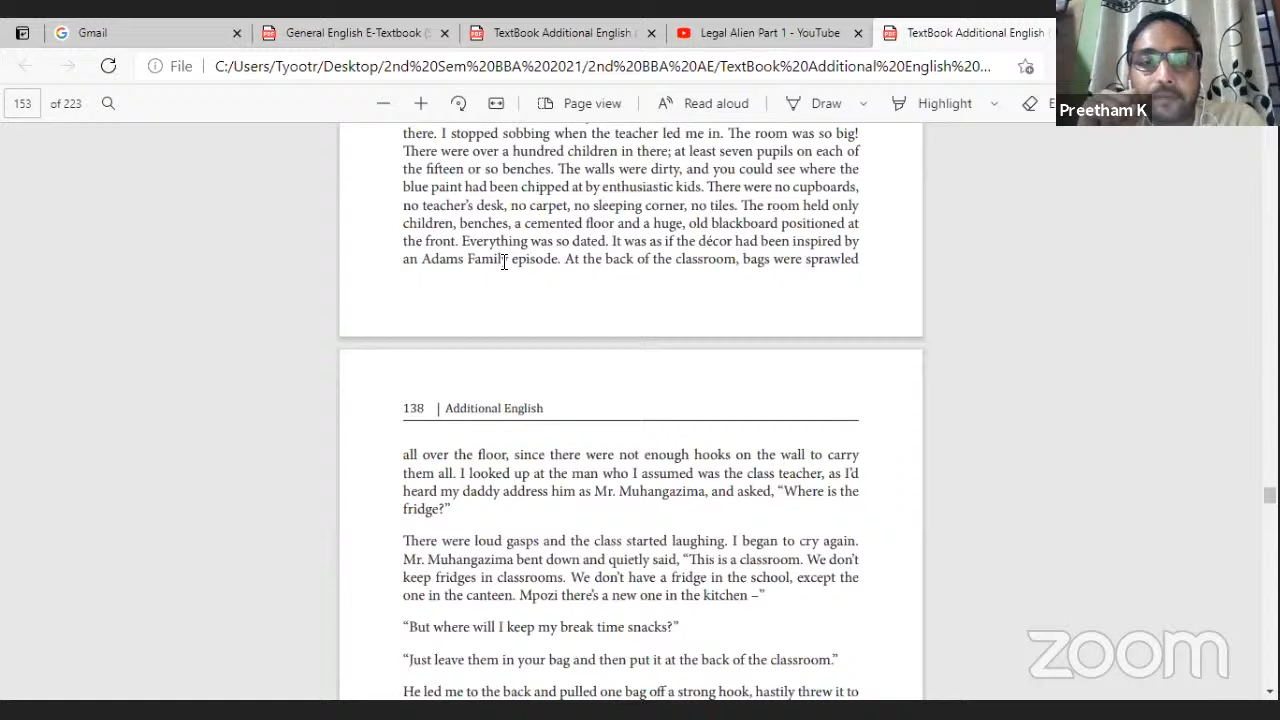 Gmail
General English E-Textbook (
TextBook Additional English
Legal Alien Part 1 - YouTube
TextBook Additional English
File
C:/Users/Tyootr/Desktop/2nd%20Sem%20BBA%202021/2nd%20BBA%20AE/TextBook%20Additional%20English%20...
153 of 223
Page view
Read aloud
Draw
Highlight
Preetham K
there. I stopped sobbing when the teacher led me in. The room was so big!
There were over a hundred children in there; at least seven pupils on each of
the fifteen or so benches. The walls were dirty, and you could see where the
blue paint had been chipped at by enthusiastic kids. There were no cupboards,
no teacher's desk, no carpet, no sleeping corner, no tiles. The room held only
children, benches, a cemented floor and a huge, old blackboard positioned at
the front. Everything was so dated. It was as if the décor had been inspired by
an Adams Family episode. At the back of the classroom, bags were sprawled
138 | Additional English
all over the floor, since there were not enough hooks on the wall to carry
them all. I looked up at the man who I assumed was the class teacher, as I'd
heard my daddy address him as Mr. Muhangazima, and asked, “Where is the
fridge?”
There were loud gasps and the class started laughing. I began to cry again.
Mr. Muhangazima bent down and quietly said, “This is a classroom. We don't
keep fridges in classrooms. We don't have a fridge in the school, except the
one in the canteen. Mpozi there's a new one in the kitchen –”
“But where will I keep my break time snacks?”
“Just leave them in your bag and then put it at the back of the classroom.”
He led me to the back and pulled one bag off a strong hook, hastily threw it to
zoom